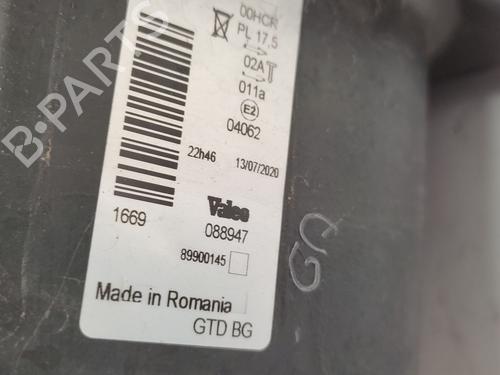 00HCR
PL 17,5
02A
011a
E2
04062
22h46 13/07/2020
Valeo
1669 088947
89900145
Made in Romania
GTD BG
B-PARTS